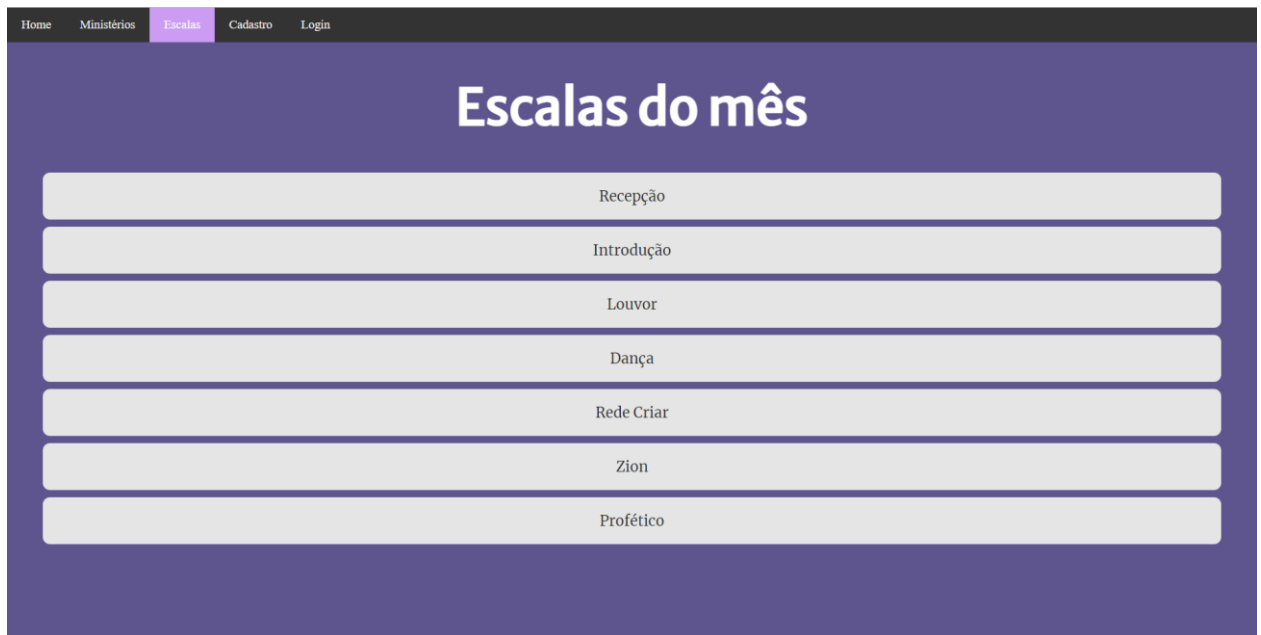 Home Ministérios Escalas Cadastro Login
Escalas do mês
Recepção
Introdução
Louvor
Dança
Rede Criar
Zion
Profético